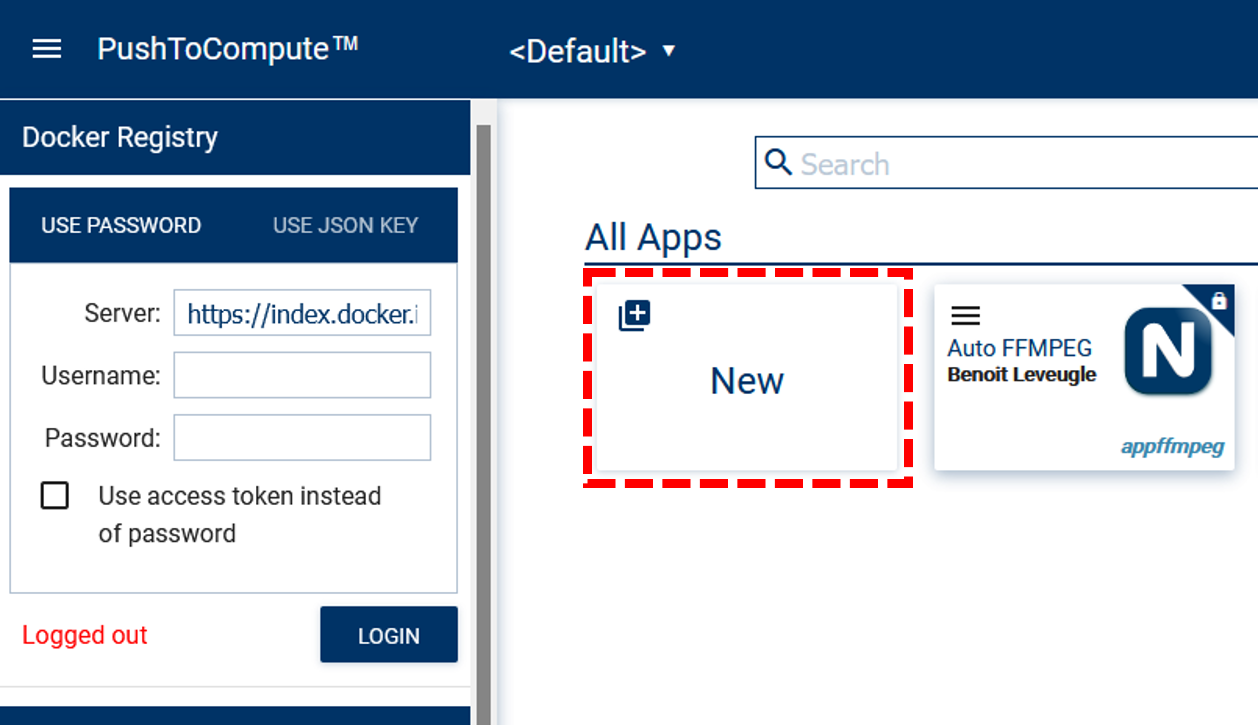 PushToCompute™
<Default>
Docker Registry
USE PASSWORD
USE JSON KEY
Server:
https://index.docker.i
Username:
Password:
Use access token instead
of password
Logged out
LOGIN
Search
All Apps
New
Auto FFMPEG
Benoit Leveugle
N
appffmpeg